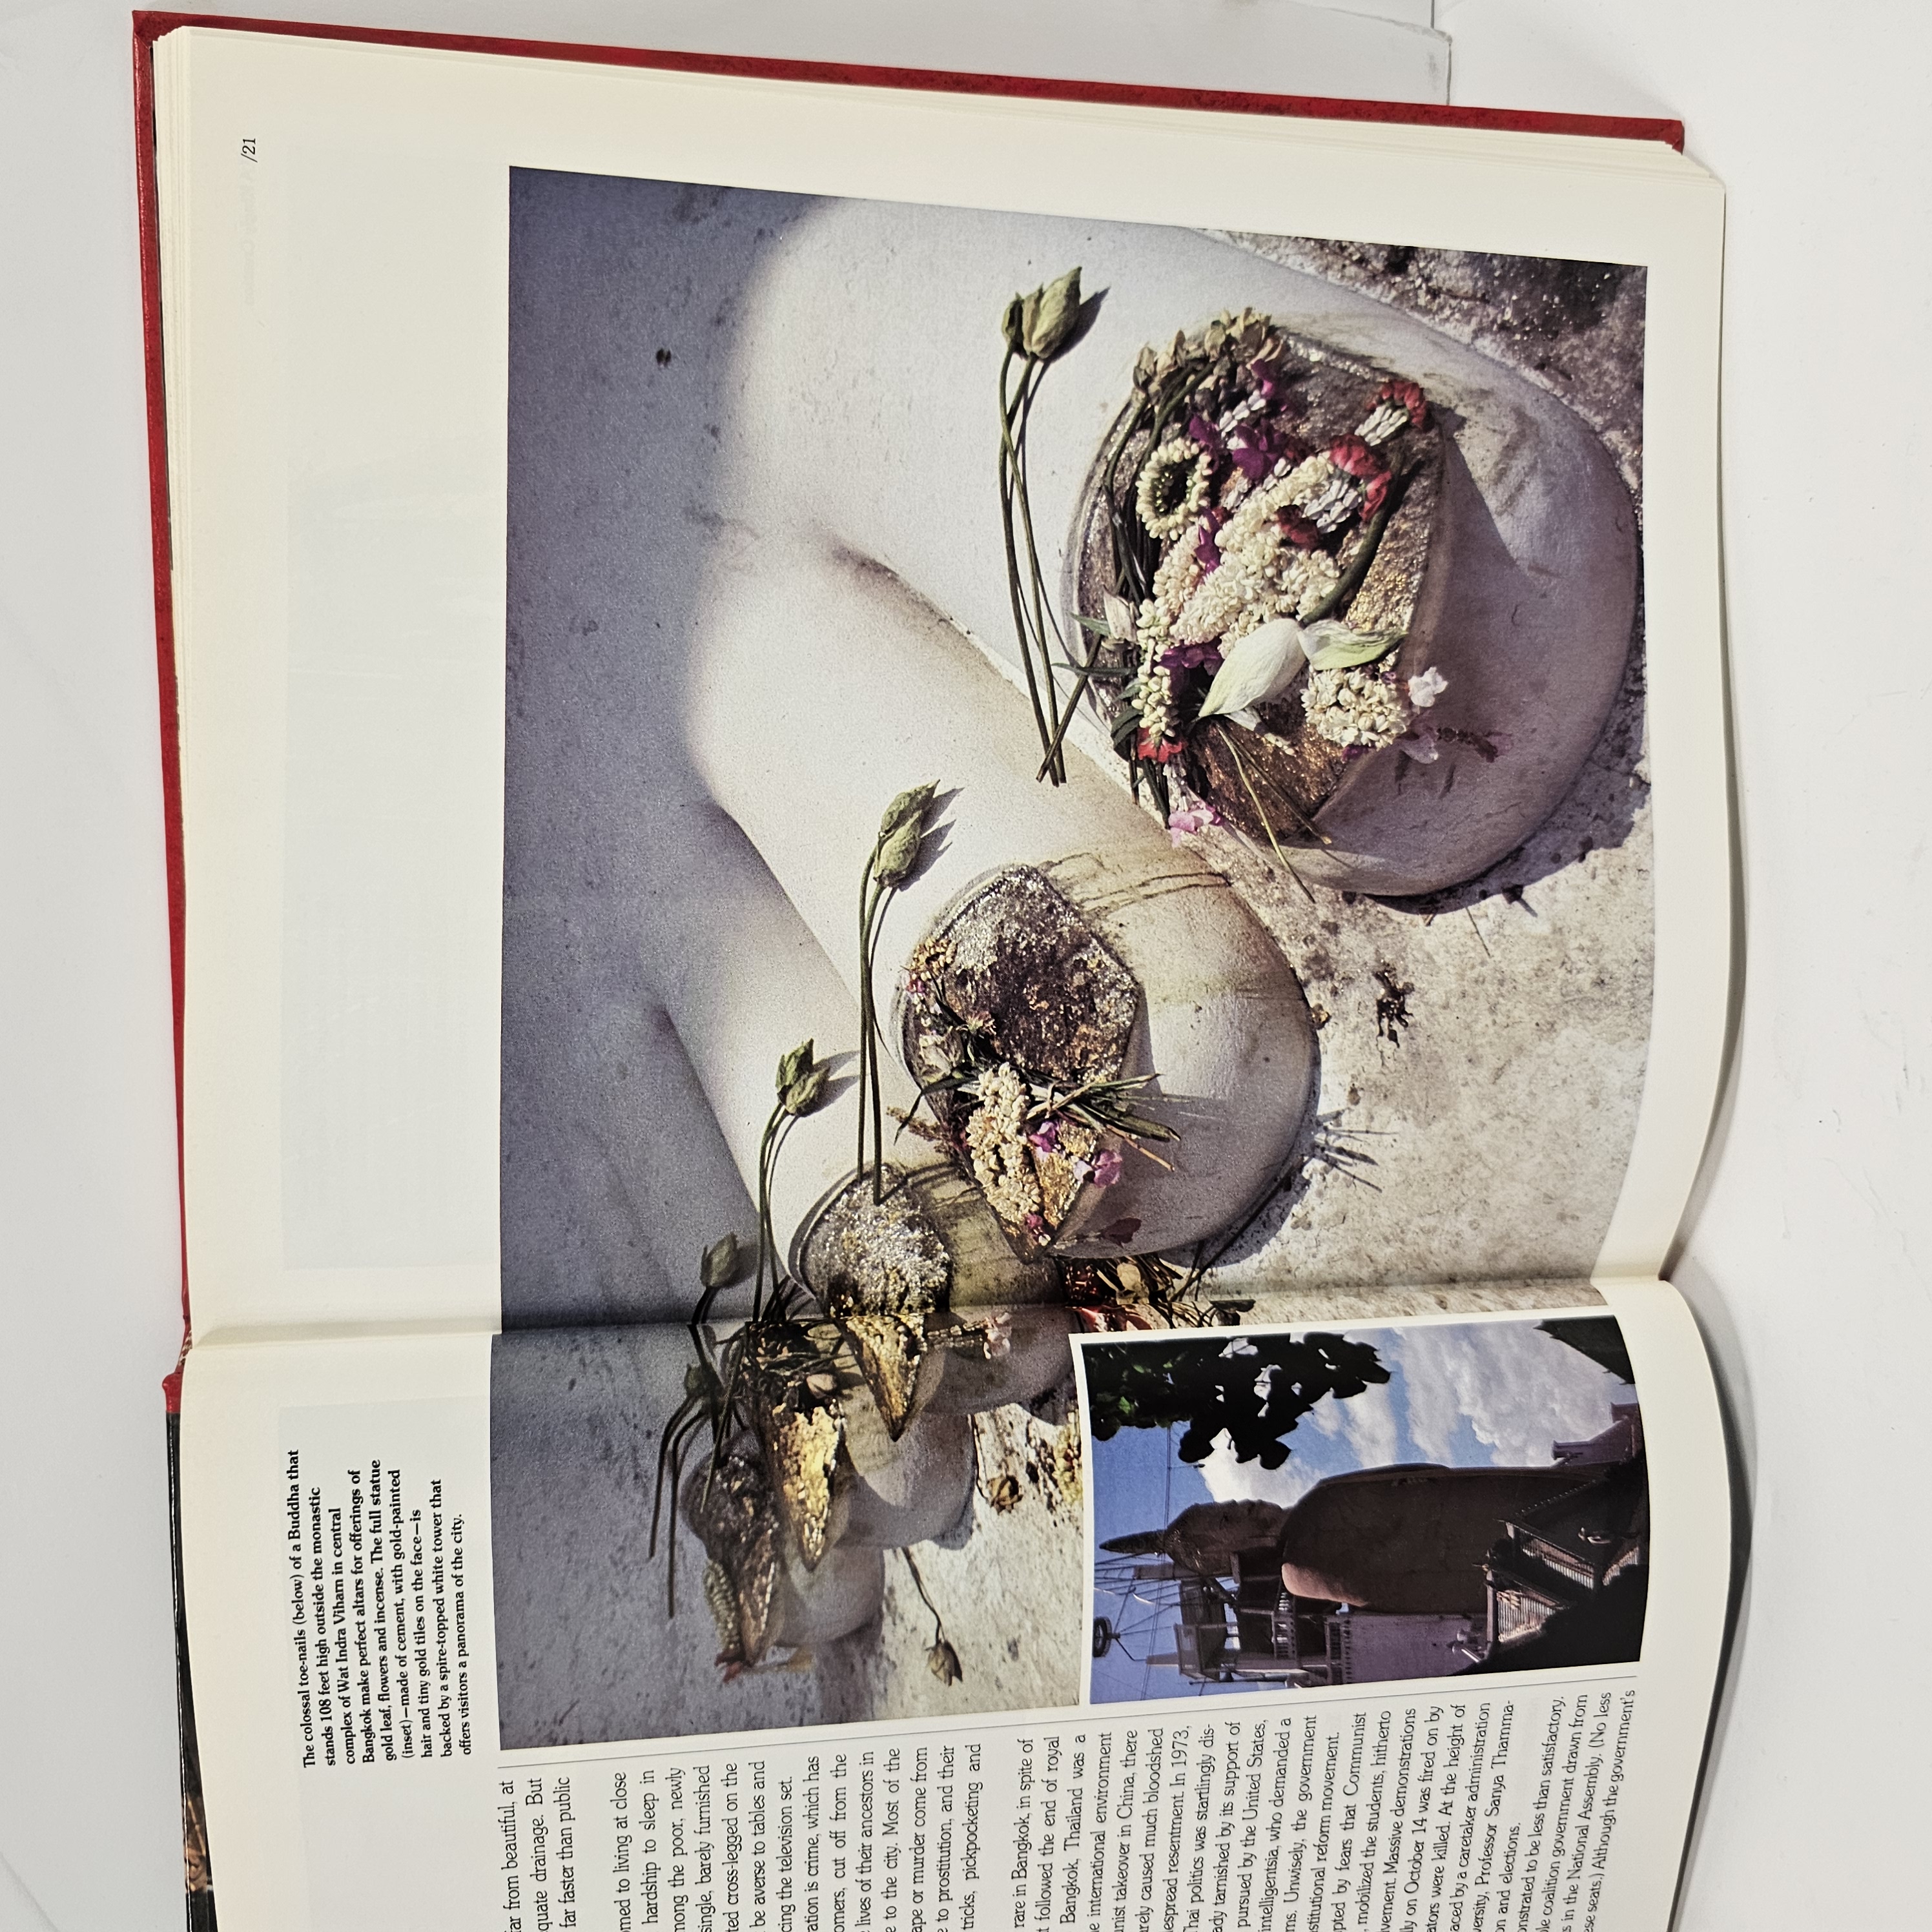 /21
The colossal toe-nails (below) of a Buddha that
stands 108 feet high outside the monastic
complex of Wat Indra Viharn in central
Bangkok make perfect altars for offerings of
gold leaf, flowers and incense. The full statue
(inset)—made of cement, with gold-painted
hair and tiny gold tiles on the face—is
backed by a spire-topped white tower that
offers visitors a panorama of the city.
far from beautiful, at
equate drainage. But
far faster than public
omed to living at close
hardship to sleep in
mong the poor, newly
single, barely furnished
ted cross-legged on the
be averse to tables and
cing the television set.
ation is crime, which has
omers, cut off from the
lives of their ancestors in
e to the city. Most of the
ape or murder come from
e to prostitution, and their
tricks, pickpocketing and
rare in Bangkok, in spite of
t followed the end of royal
Bangkok, Thailand was a
e international environment
unist takeover in China, there
arely caused much bloodshed
espread resentment. In 1973,
Thai politics was startlingly dis-
ady tarnished by its support of
pursued by the United States,
intelligentsia, who demanded a
ms. Unwisely, the government
stitutional reform movement.
pted by fears that Communist
, mobilized the students, hitherto
vement. Massive demonstrations
lly on October 14 was fired on by
ators were killed. At the height of
aced by a caretaker administration
versity, Professor Sanya Thamma-
on and elections.
onstrated to be less than satisfactory.
ble coalition government drawn from
s in the National Assembly. (No less
ese seats.) Although the government's